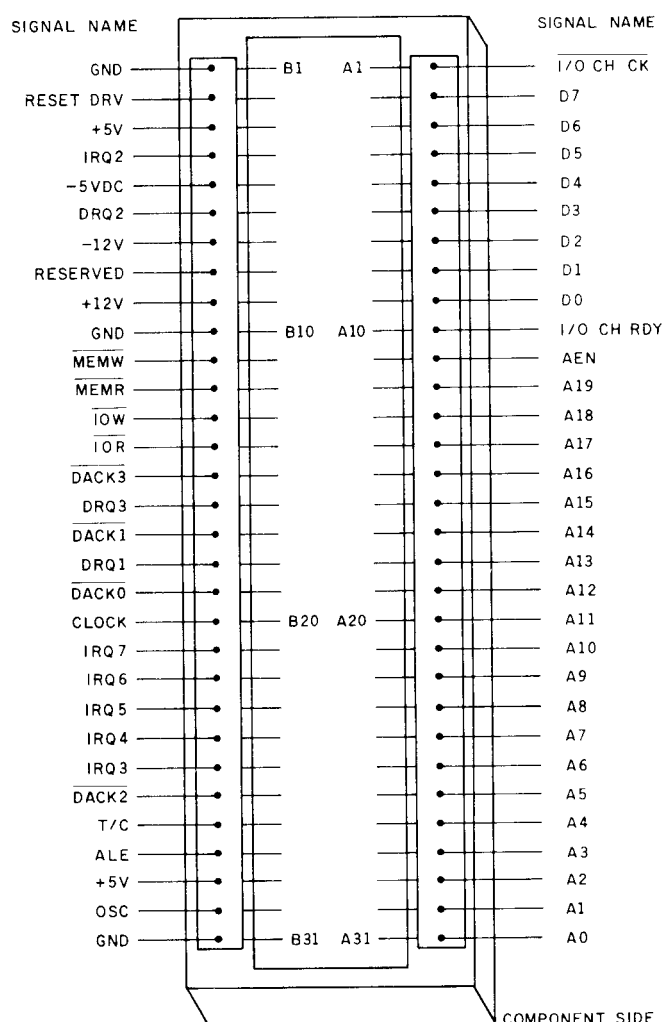 SIGNAL NAME SIGNAL NAME
GND B1 A1 I/O CH CK
RESET DRV D7
+5V D6
IRQ2 D5
-5VDC D4
DRQ2 D3
-12V D2
RESERVED D1
+12V D0
GND B10 A10 I/O CH RDY
MEMW AEN
MEMR A19
IOW A18
IOR A17
DACK3 A16
DRQ3 A15
DACK1 A14
DRQ1 A13
DACK0 A12
CLOCK B20 A20 A11
IRQ7 A10
IRQ6 A9
IRQ5 A8
IRQ4 A7
IRQ3 A6
DACK2 A5
T/C A4
ALE A3
+5V A2
OSC A1
GND B31 A31 A0
COMPONENT SIDE